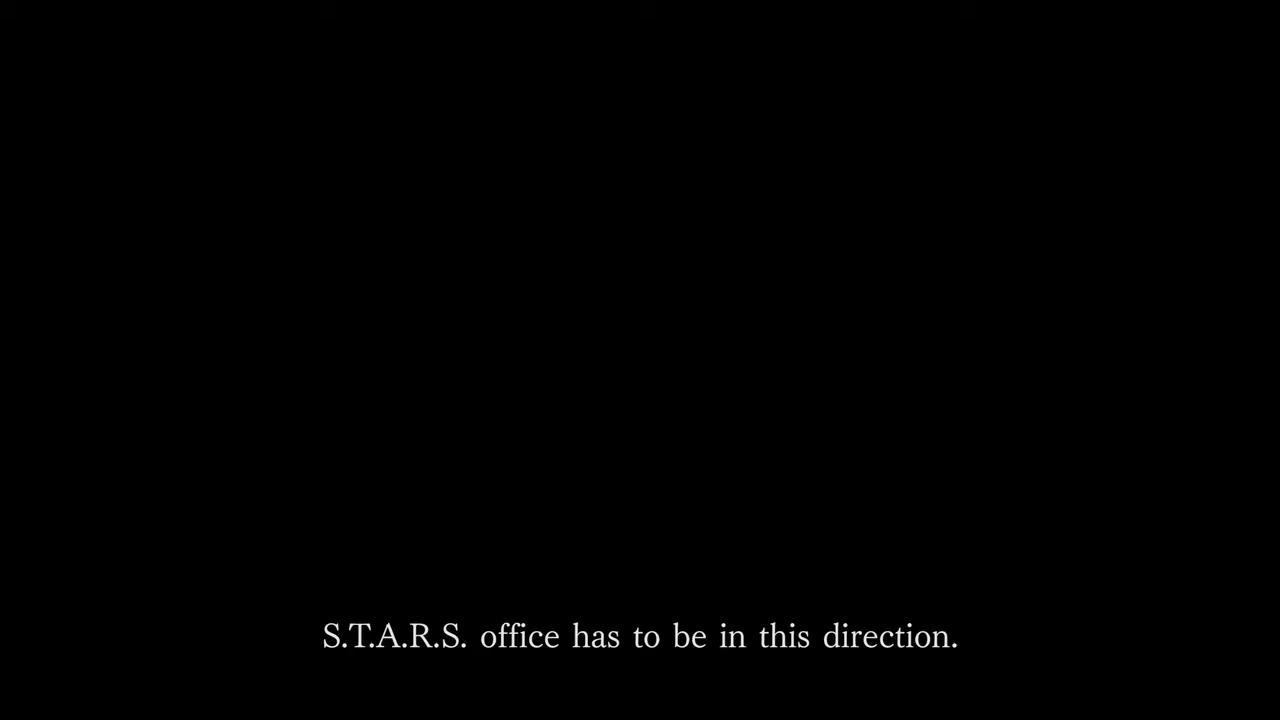 S.T.A.R.S. office has to be in this direction.